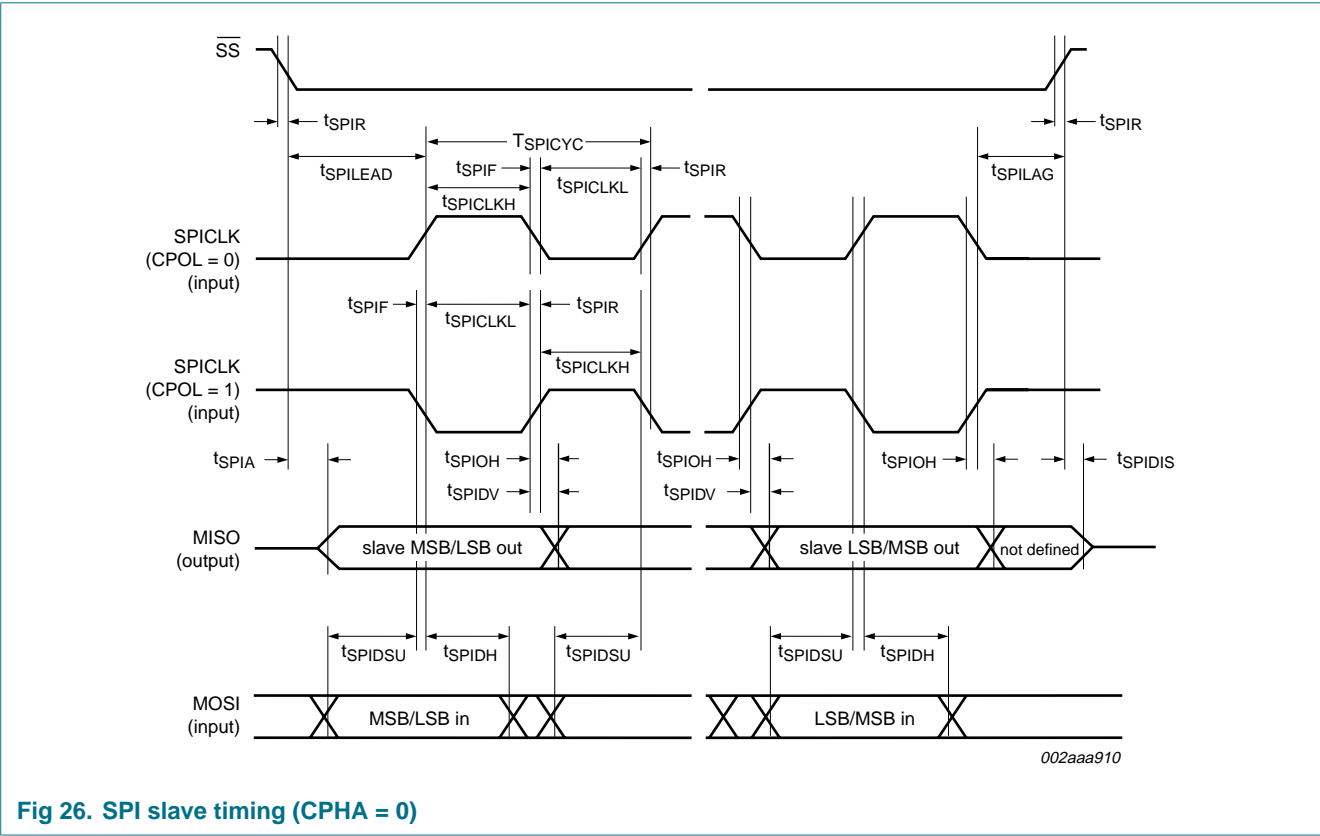 SS
tSPIR
tSPIR
TSPICYC
tSPILEAD
tSPIF
tSPICLKL
tSPIR
tSPILAG
tSPICLKH
SPICLK
(CPOL = 0)
(input)
tSPIF
tSPICLKL
tSPIR
tSPICLKH
SPICLK
(CPOL = 1)
(input)
tSPIA
tSPIOH
tSPIOH
tSPIOH
tSPIDIS
tSPIDV
tSPIDV
MISO
(output)
slave MSB/LSB out
slave LSB/MSB out
not defined
tSPIDSU
tSPIDH
tSPIDSU
tSPIDSU
tSPIDH
MOSI
(input)
MSB/LSB in
LSB/MSB in
002aaa910
Fig 26. SPI slave timing (CPHA = 0)